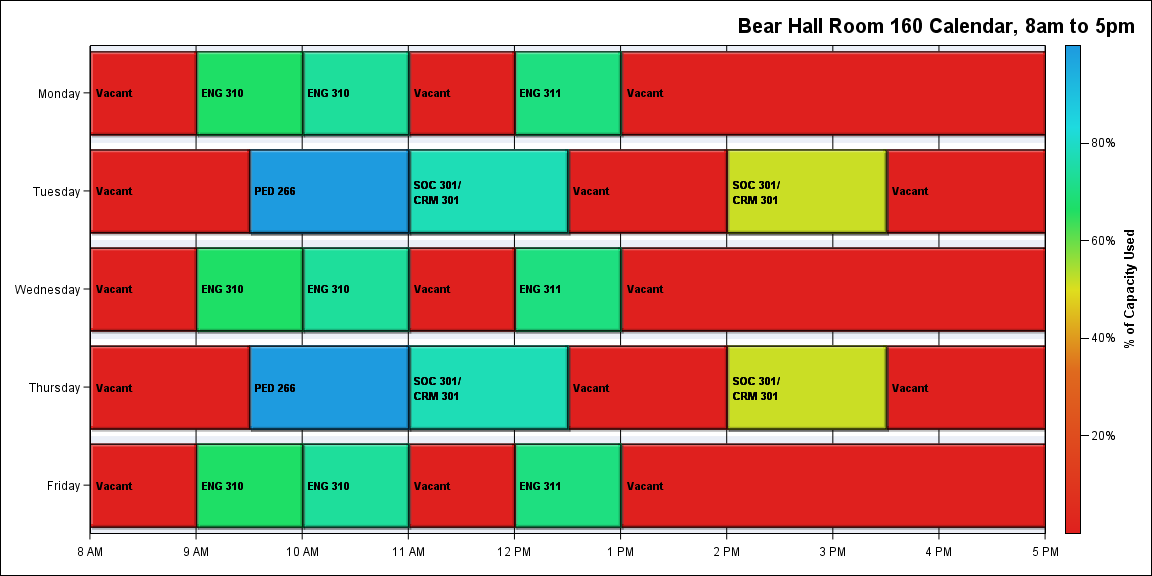 Bear Hall Room 160 Calendar, 8am to 5pm
Monday
Vacant
ENG 310
ENG 310
Vacant
ENG 311
Vacant
Tuesday
Vacant
PED 266
SOC 301/
CRM 301
Vacant
SOC 301/
CRM 301
Vacant
Wednesday
Vacant
ENG 310
ENG 310
Vacant
ENG 311
Vacant
Thursday
Vacant
PED 266
SOC 301/
CRM 301
Vacant
SOC 301/
CRM 301
Vacant
Friday
Vacant
ENG 310
ENG 310
Vacant
ENG 311
Vacant
8 AM
9 AM
10 AM
11 AM
12 PM
1 PM
2 PM
3 PM
4 PM
5 PM
80%
60%
40%
20%
% of Capacity Used